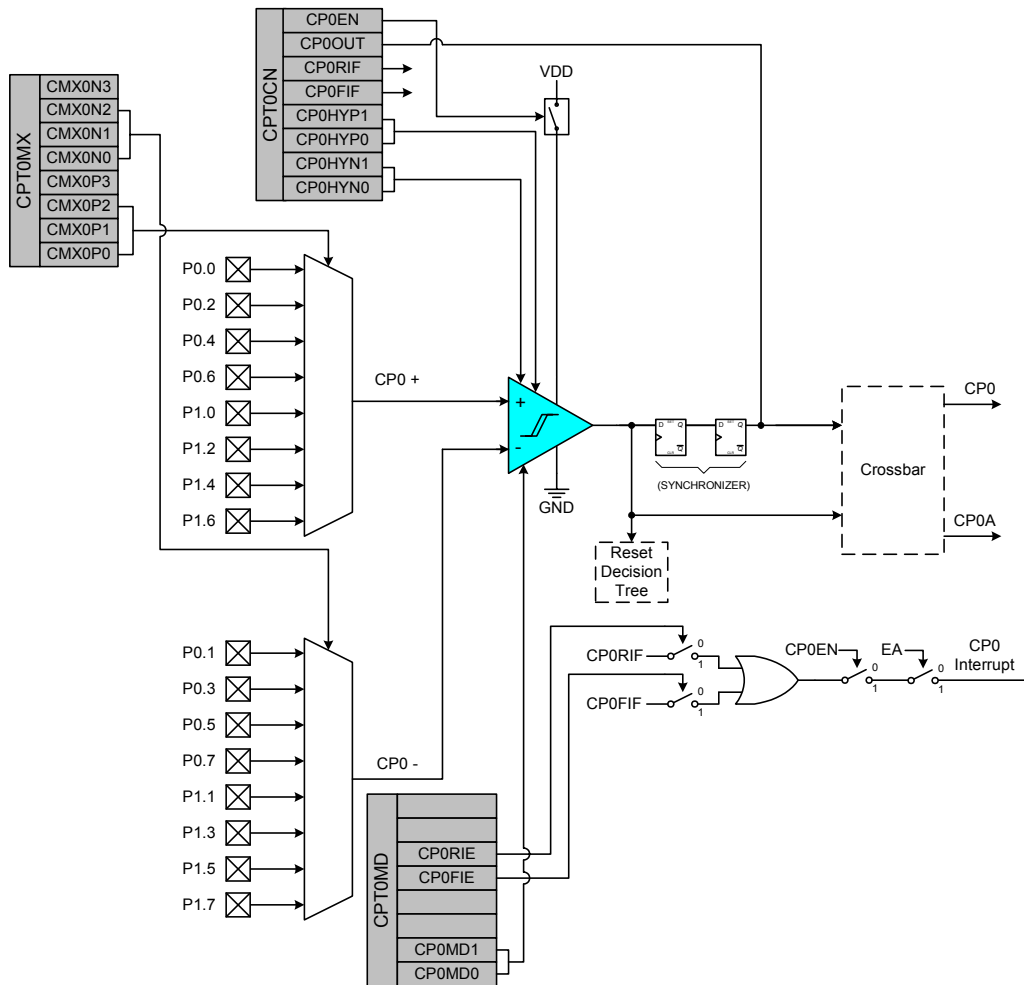 CPT0CN
CP0EN
CP0OUT
CP0RIF
CP0FIF
CP0HYP1
CP0HYP0
CP0HYN1
CP0HYN0
VDD
CPT0MX
CMX0N3
CMX0N2
CMX0N1
CMX0N0
CMX0P3
CMX0P2
CMX0P1
CMX0P0
P0.0
P0.2
P0.4
P0.6
P1.0
P1.2
P1.4
P1.6
CP0 +
+
-
GND
D SET Q
CLR Q
D SET Q
CLR Q
(SYNCHRONIZER)
Reset
Decision
Tree
Crossbar
CP0
CP0A
P0.1
P0.3
P0.5
P0.7
P1.1
P1.3
P1.5
P1.7
CP0 -
CP0RIF
0
1
CP0FIF
0
1
CP0EN
0
1
EA
0
1
CP0
Interrupt
CPT0MD
CP0RIE
CP0FIE
CP0MD1
CP0MD0